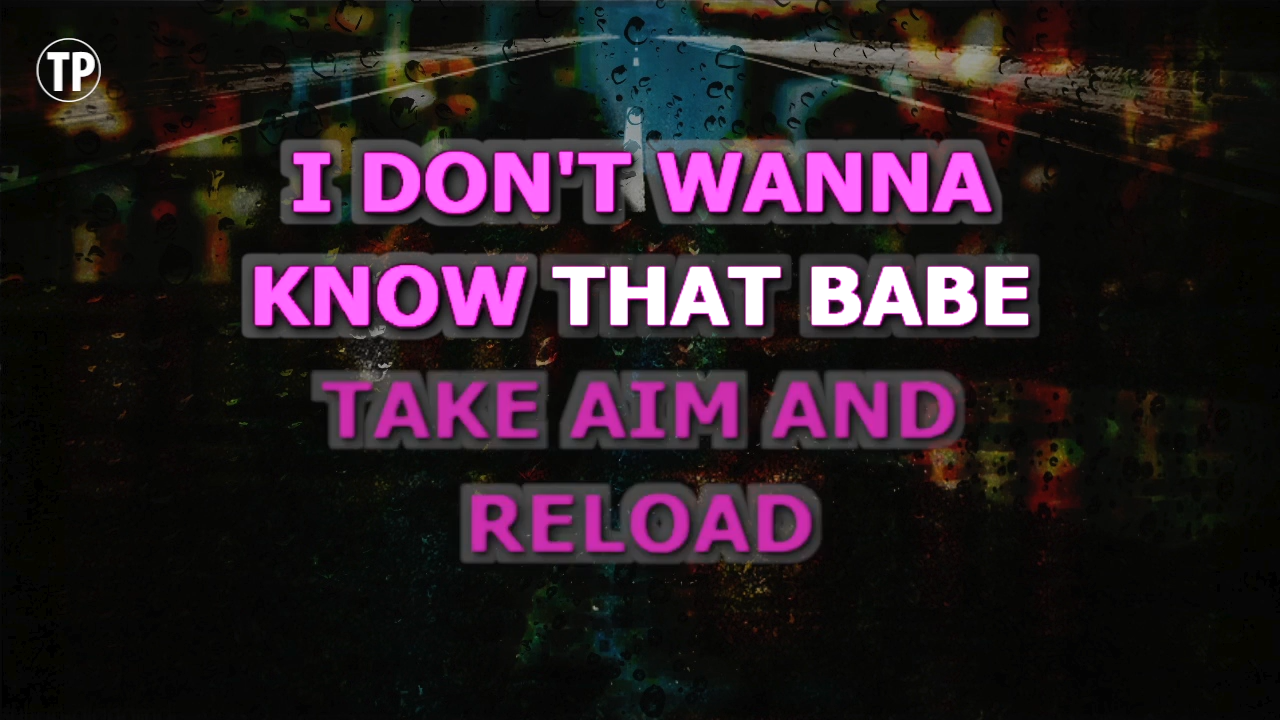 TP
I DON'T WANNA
KNOW THAT BABE
TAKE AIM AND
RELOAD